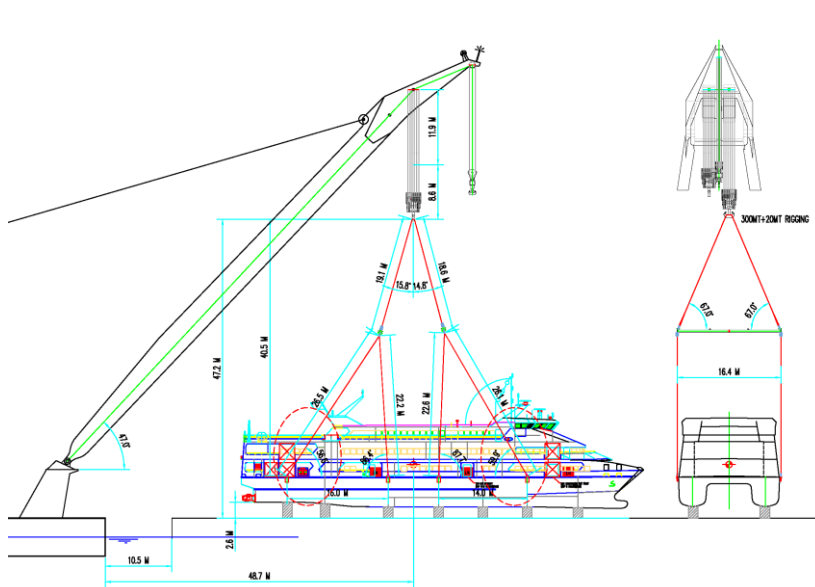 11.9 M
8.6 M
300MT+20MT RIGGING
19.1 M
18.6 M
15.8° 14.8°
67.0°
67.0°
47.2 M
40.5 M
16.4 M
26.5 M
22.2 M
22.6 M
26.1 M
47.0°
87.7°
16.0 M
14.0 M
2.6 M
10.5 M
48.7 M